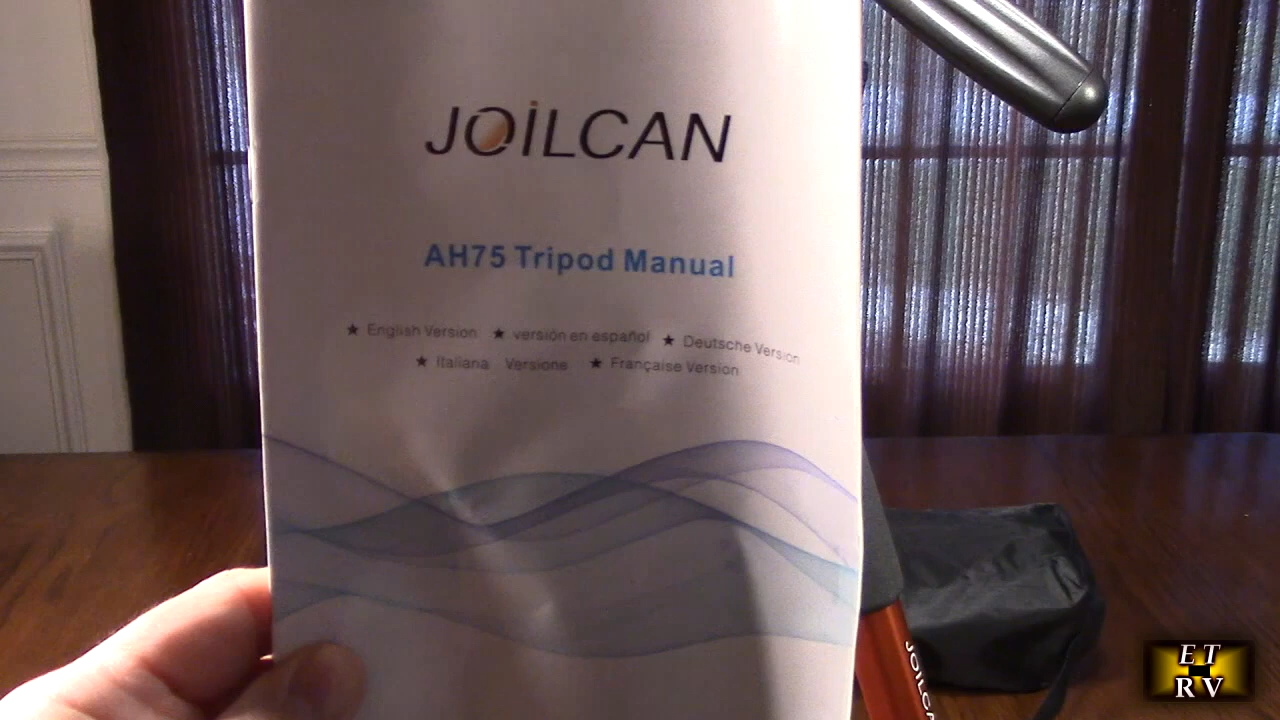 JOILCAN
AH75 Tripod Manual
★ English Version ★ versión en español ★ Deutsche Version
★ Italiana Versione ★ Française Version
JOILCA
ET
RV